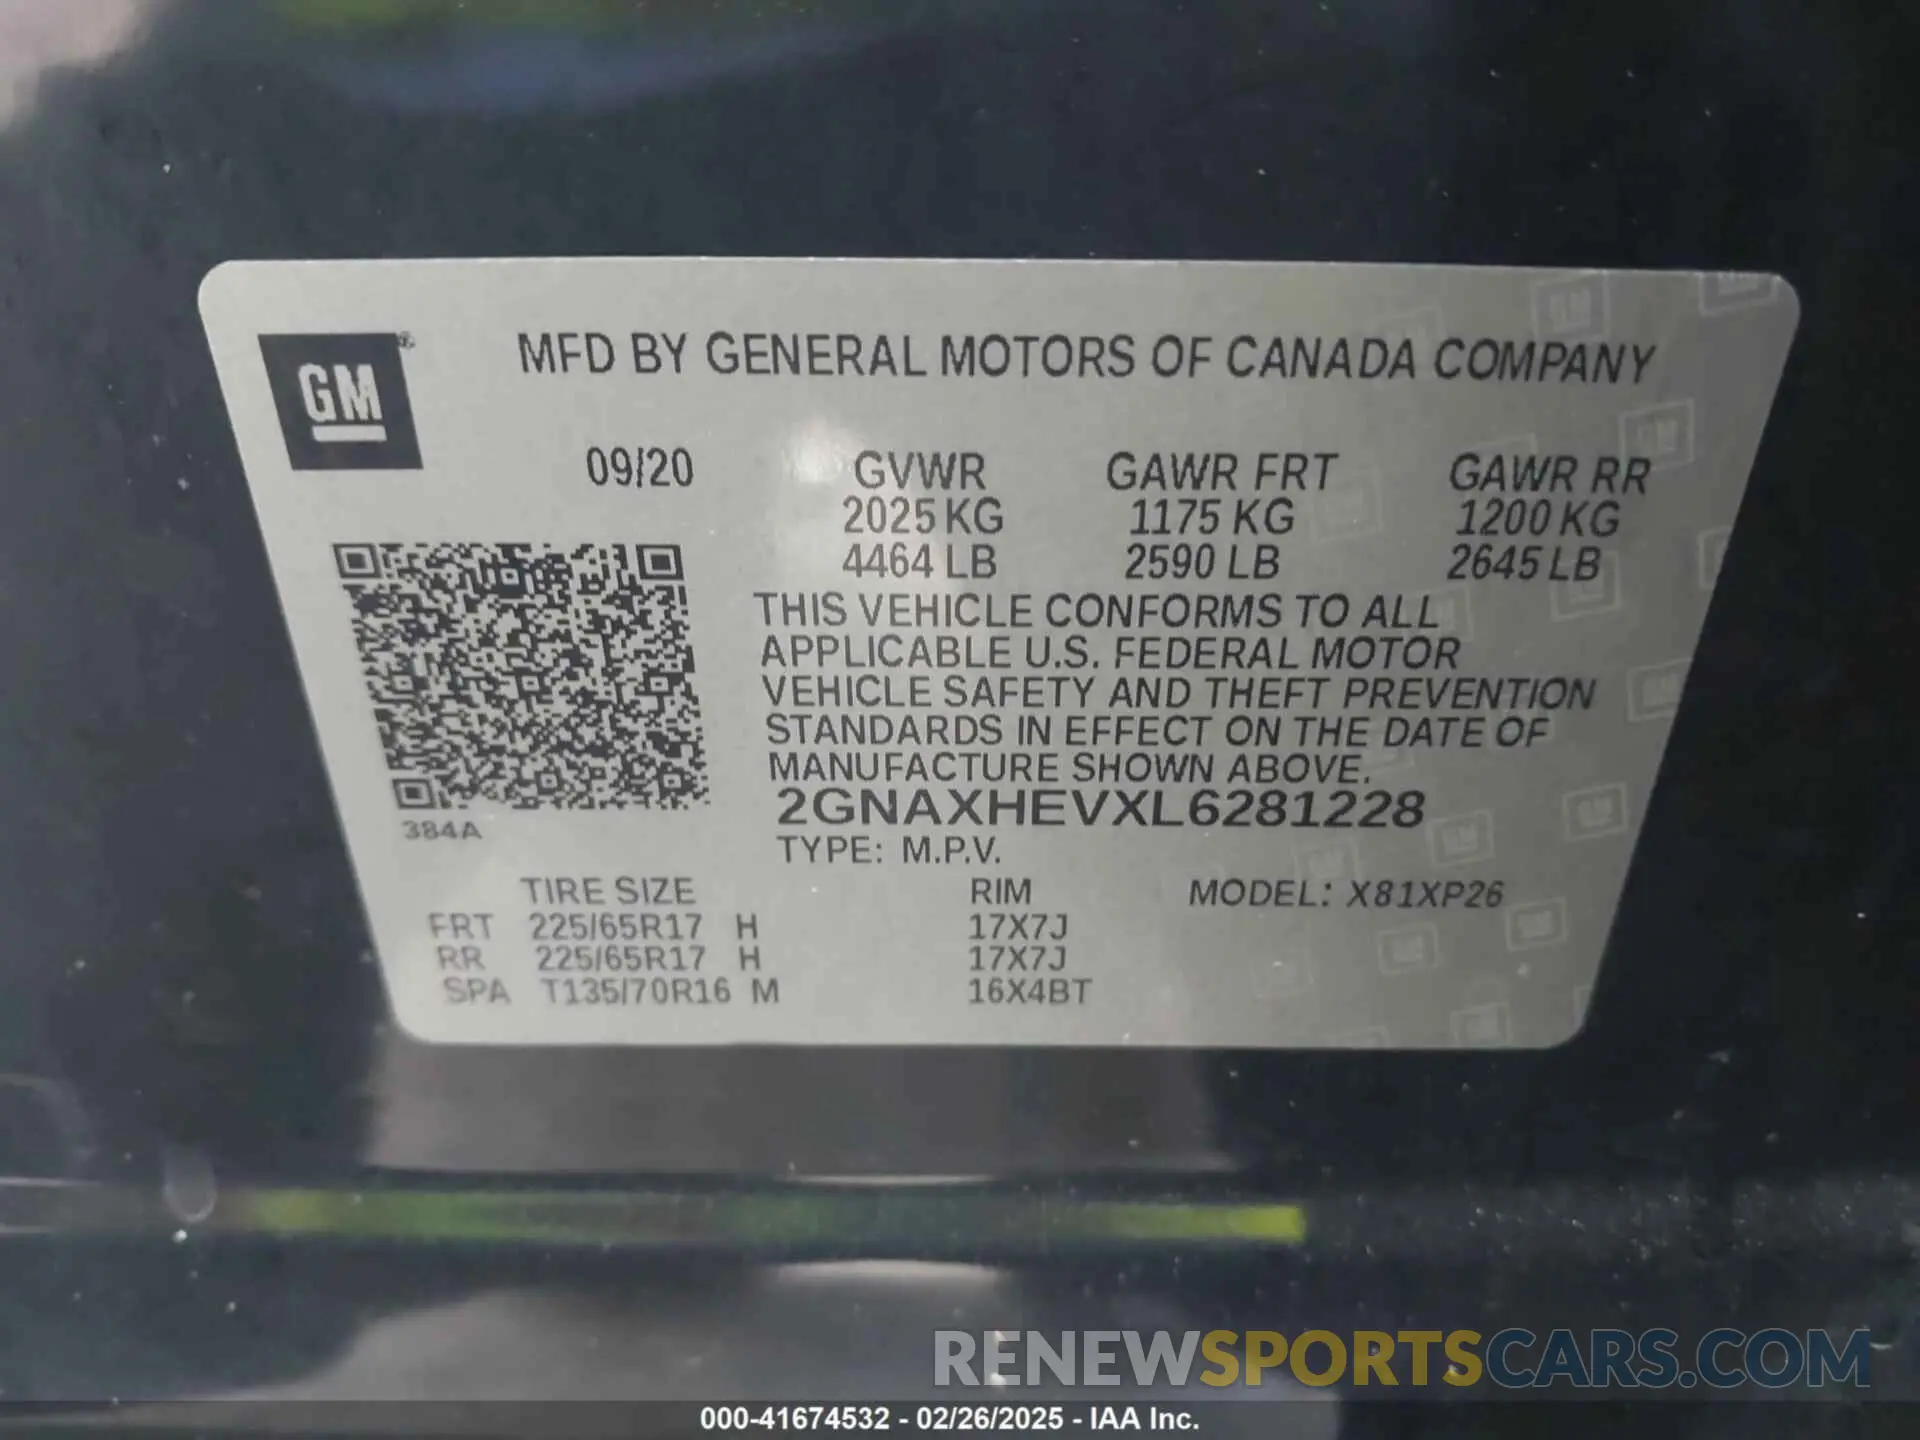 GM ®
MFD BY GENERAL MOTORS OF CANADA COMPANY
09/20 GVWR GAWR FRT GAWR RR
2025 KG 1175 KG 1200 KG
4464 LB 2590 LB 2645 LB
THIS VEHICLE CONFORMS TO ALL
APPLICABLE U.S. FEDERAL MOTOR
VEHICLE SAFETY AND THEFT PREVENTION
STANDARDS IN EFFECT ON THE DATE OF
MANUFACTURE SHOWN ABOVE.
2GNAXHEVXL6281228
384A
TYPE: M.P.V.
TIRE SIZE RIM MODEL: X81XP26
FRT 225/65R17 H 17X7J
RR 225/65R17 H 17X7J
SPA T135/70R16 M 16X4BT
RENEWSPORTSCARS.COM
000-41674532 - 02/26/2025 - IAA Inc.